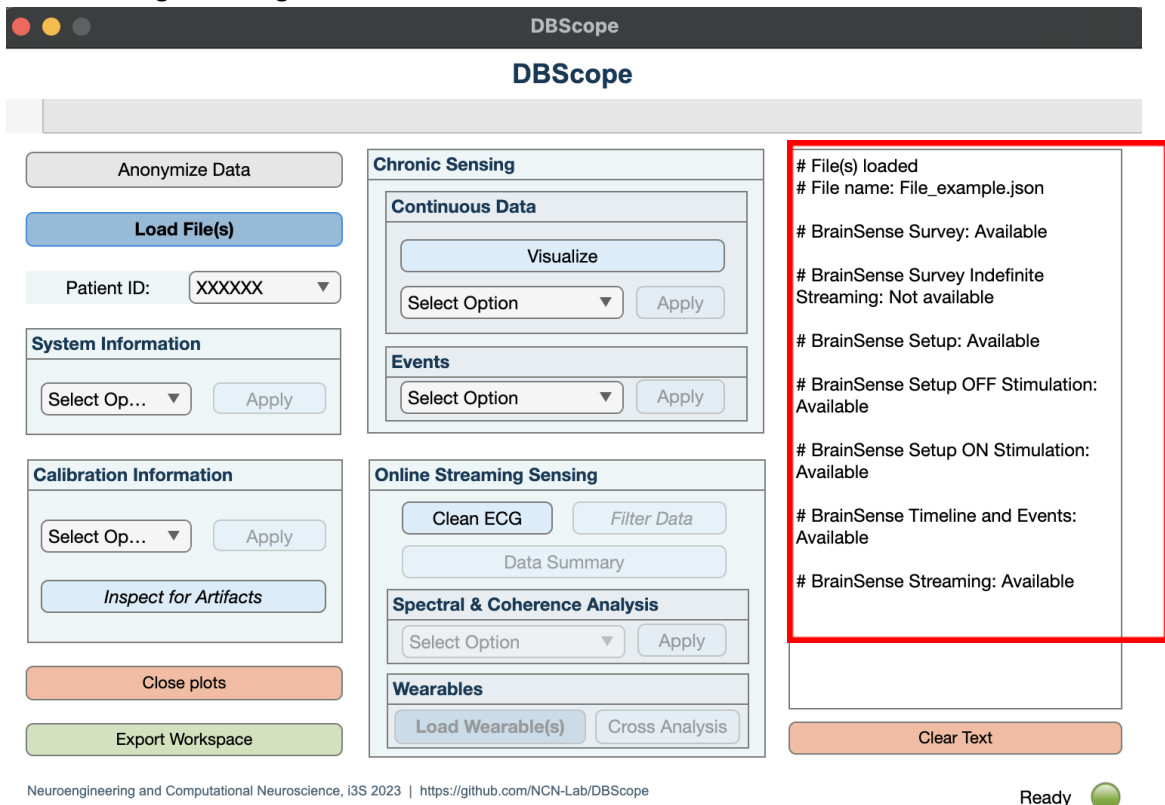 DBScope
DBScope
Anonymize Data
Load File(s)
Patient ID:
XXXXXX
System Information
Select Op...
Apply
Calibration Information
Select Op...
Apply
Inspect for Artifacts
Close plots
Export Workspace
Chronic Sensing
Continuous Data
Visualize
Select Option
Apply
Events
Select Option
Apply
Online Streaming Sensing
Clean ECG
Filter Data
Data Summary
Spectral & Coherence Analysis
Select Option
Apply
Wearables
Load Wearable(s)
Cross Analysis
# File(s) loaded
# File name: File_example.json
# BrainSense Survey: Available
# BrainSense Survey Indefinite
Streaming: Not available
# BrainSense Setup: Available
# BrainSense Setup OFF Stimulation:
Available
# BrainSense Setup ON Stimulation:
Available
# BrainSense Timeline and Events:
Available
# BrainSense Streaming: Available
Clear Text
Neuroengineering and Computational Neuroscience, i3S 2023 | https://github.com/NCN-Lab/DBScope
Ready